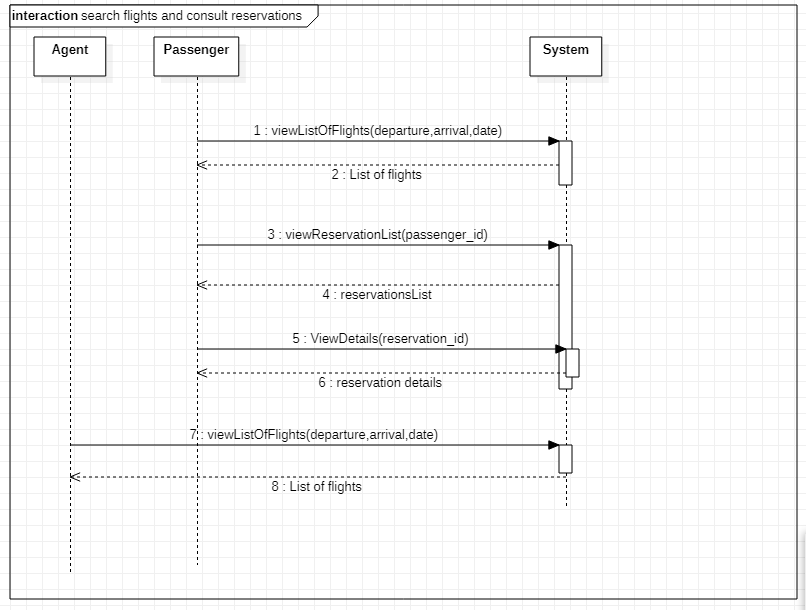 interaction search flights and consult reservations
Agent
Passenger
System
1 : viewListOfFlights(departure,arrival,date)
2 : List of flights
3 : viewReservationList(passenger_id)
4 : reservationsList
5 : ViewDetails(reservation_id)
6 : reservation details
7 : viewListOfFlights(departure,arrival,date)
8 : List of flights